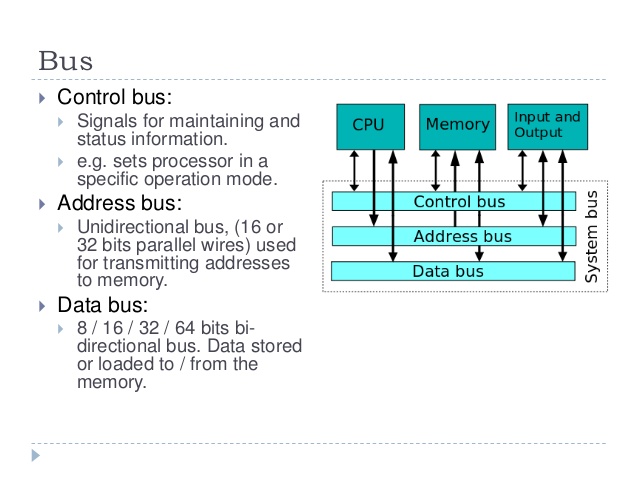 Bus
Control bus:
Signals for maintaining and
status information.
e.g. sets processor in a
specific operation mode.
Address bus:
Unidirectional bus, (16 or
32 bits parallel wires) used
for transmitting addresses
to memory.
Data bus:
8 / 16 / 32 / 64 bits bi-
directional bus. Data stored
or loaded to / from the
memory.
CPU
Memory
Input and
Output
Control bus
Address bus
Data bus
System bus